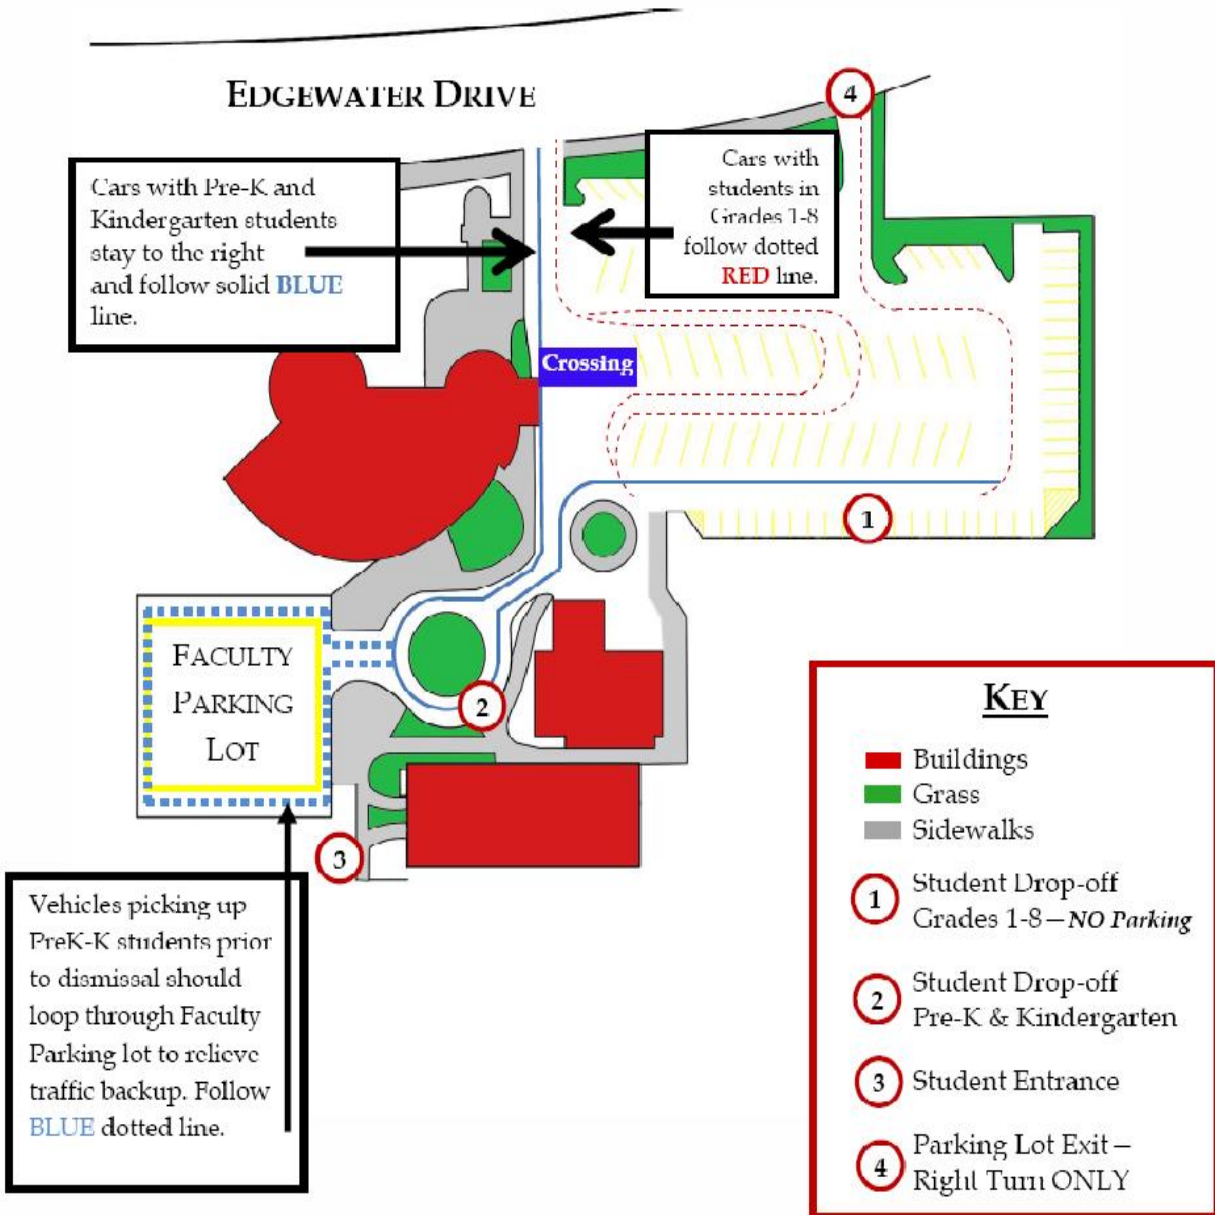 EDGEWATER DRIVE
4
Cars with Pre-K and
Kindergarten students
stay to the right
and follow solid BLUE
line.
Cars with
students in
Grades 1-8
follow dotted
RED line.
Crossing
1
FACULTY
PARKING
LOT
2
3
Vehicles picking up
PreK-K students prior
to dismissal should
loop through Faculty
Parking lot to relieve
traffic backup. Follow
BLUE dotted line.
KEY
Buildings
Grass
Sidewalks
1 Student Drop-off
Grades 1-8—NO Parking
2 Student Drop-off
Pre-K & Kindergarten
3 Student Entrance
4 Parking Lot Exit—
Right Turn ONLY